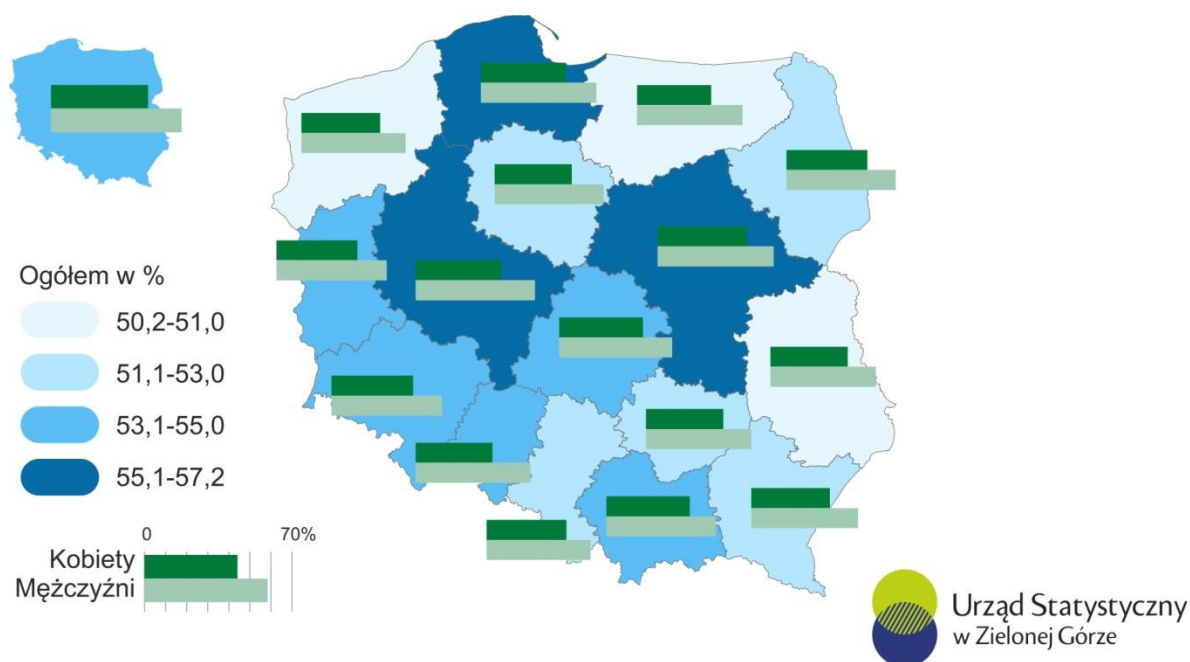 Ogółem w %
50,2-51,0
51,1-53,0
53,1-55,0
55,1-57,2
0 70%
Kobiety
Mężczyźni
Urząd Statystyczny
w Zielonej Górze